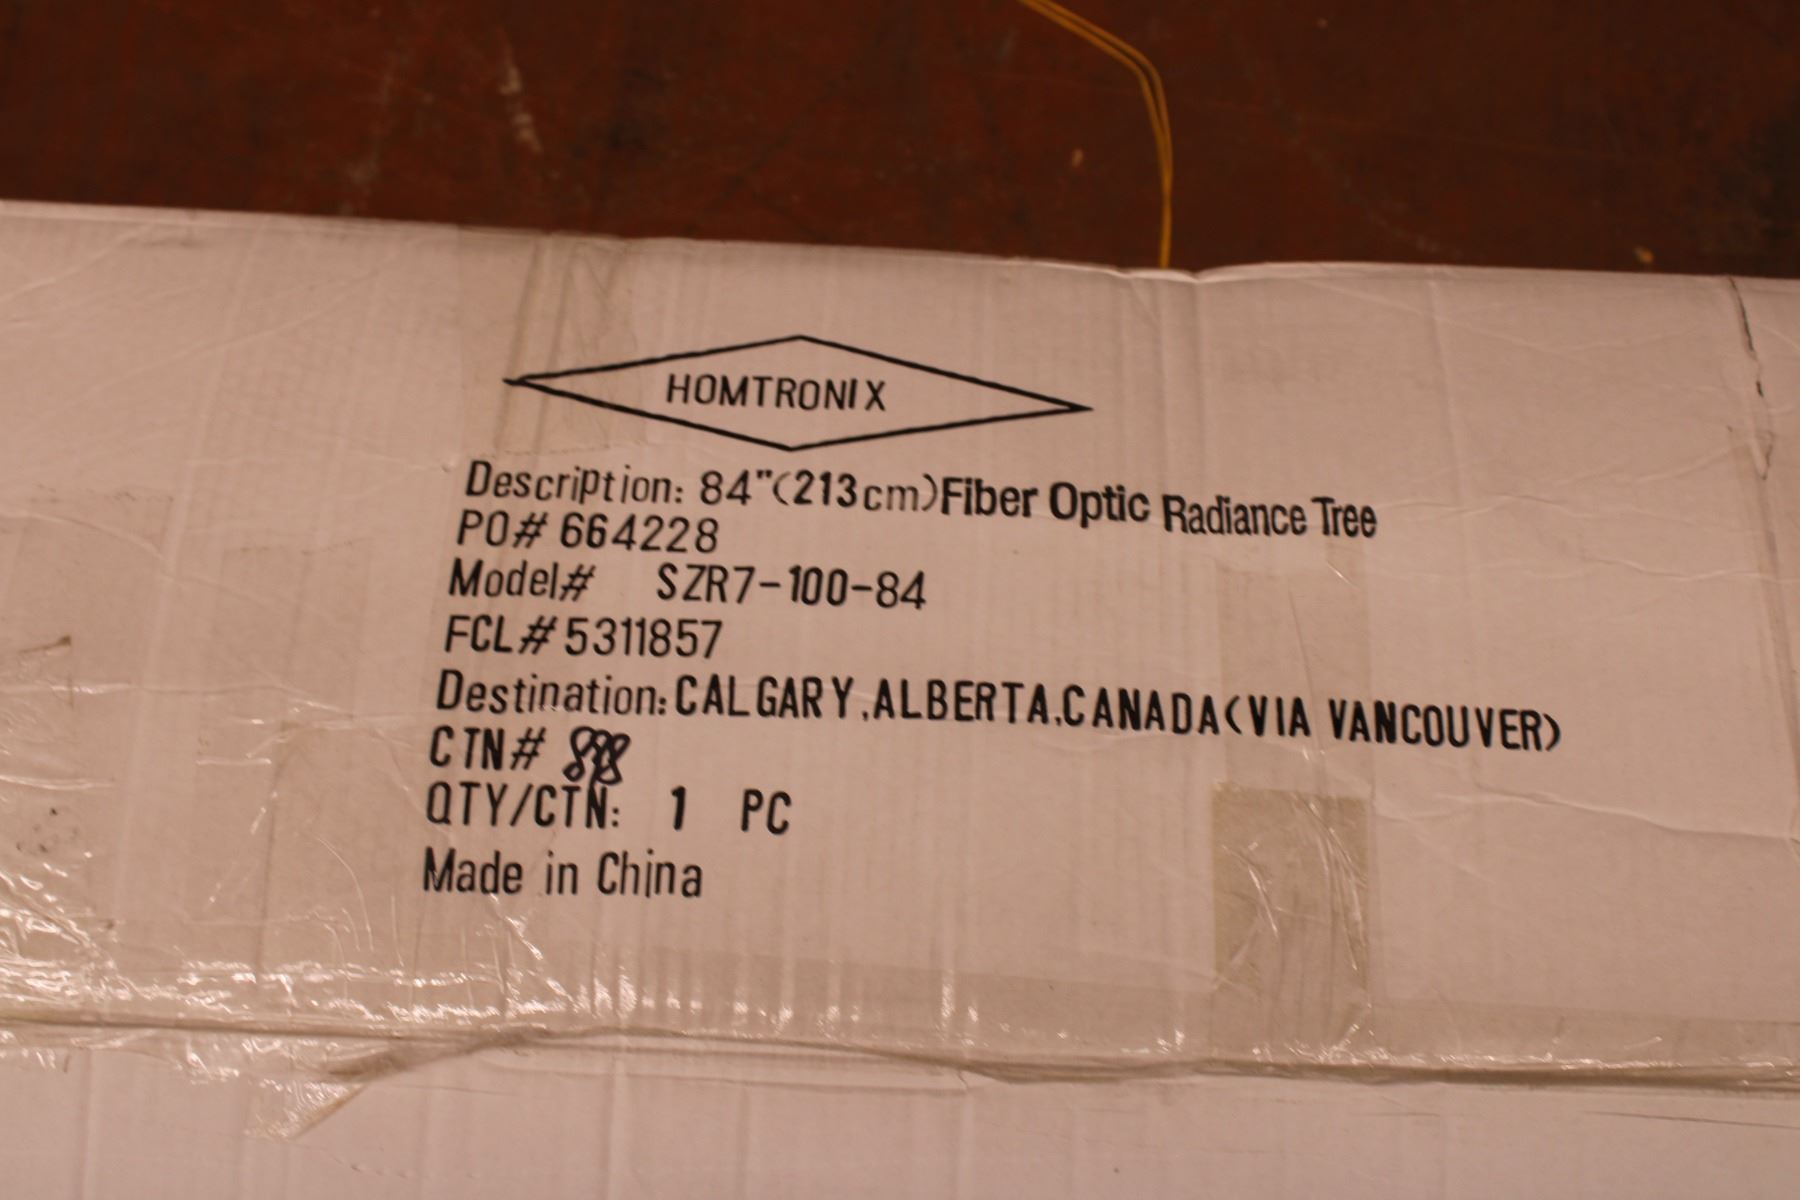 HOMTRONIX
Description: 84"(213cm)Fiber Optic Radiance Tree
PO# 664228
Model# SZR7-100-84
FCL# 5311857
Destination: CALGARY,ALBERTA,CANADA(VIA VANCOUVER)
CTN#
QTY/CTN: 1 PC
Made in China